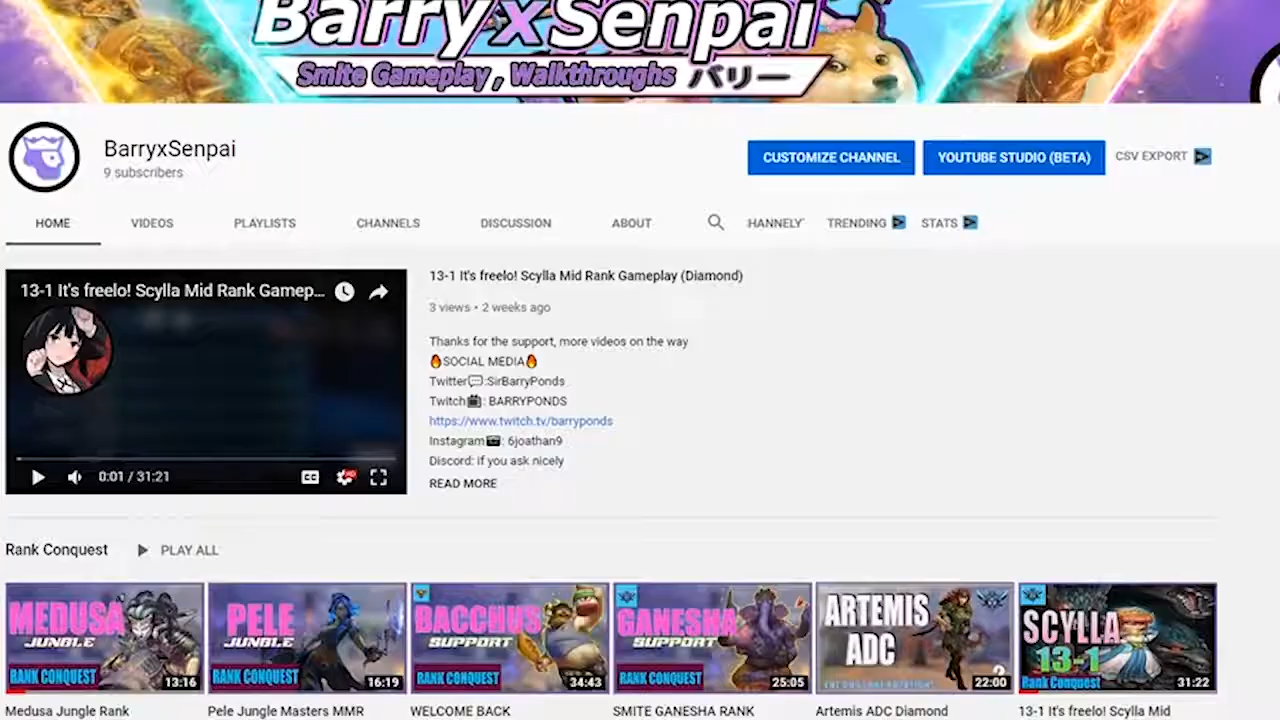 BarryxSenpai
Smite Gameplay, Walkthroughs バリー
BarryxSenpai
9 subscribers
CUSTOMIZE CHANNEL
YOUTUBE STUDIO (BETA)
CSV EXPORT
HOME VIDEOS PLAYLISTS CHANNELS DISCUSSION ABOUT HANNELY TRENDING STATS
13-1 It's freelo! Scylla Mid Rank Gamep...
0:01 / 31:21
CC
HD
13-1 It's freelo! Scylla Mid Rank Gameplay (Diamond)
3 views • 2 weeks ago
Thanks for the support, more videos on the way
🔥SOCIAL MEDIA🔥
Twitter💬:SirBarryPonds
Twitch📺: BARRYPONDS
https://www.twitch.tv/barryponds
Instagram📷: 6joathan9
Discord: if you ask nicely
READ MORE
Rank Conquest PLAY ALL
MEDUSA
JUNGLE
RANK CONQUEST
13:16
PELE
JUNGLE
RANK CONQUEST
16:19
BACCHUS
SUPPORT
RANK CONQUEST
34:43
GANESHA
SUPPORT
RANK CONQUEST
25:05
ARTEMIS
ADC
22:00
SCYLLA
13-1
Rank Conquest
31:22
Medusa Jungle Rank
Pele Jungle Masters MMR
WELCOME BACK
SMITE GANESHA RANK
Artemis ADC Diamond
13-1 It's freelo! Scylla Mid